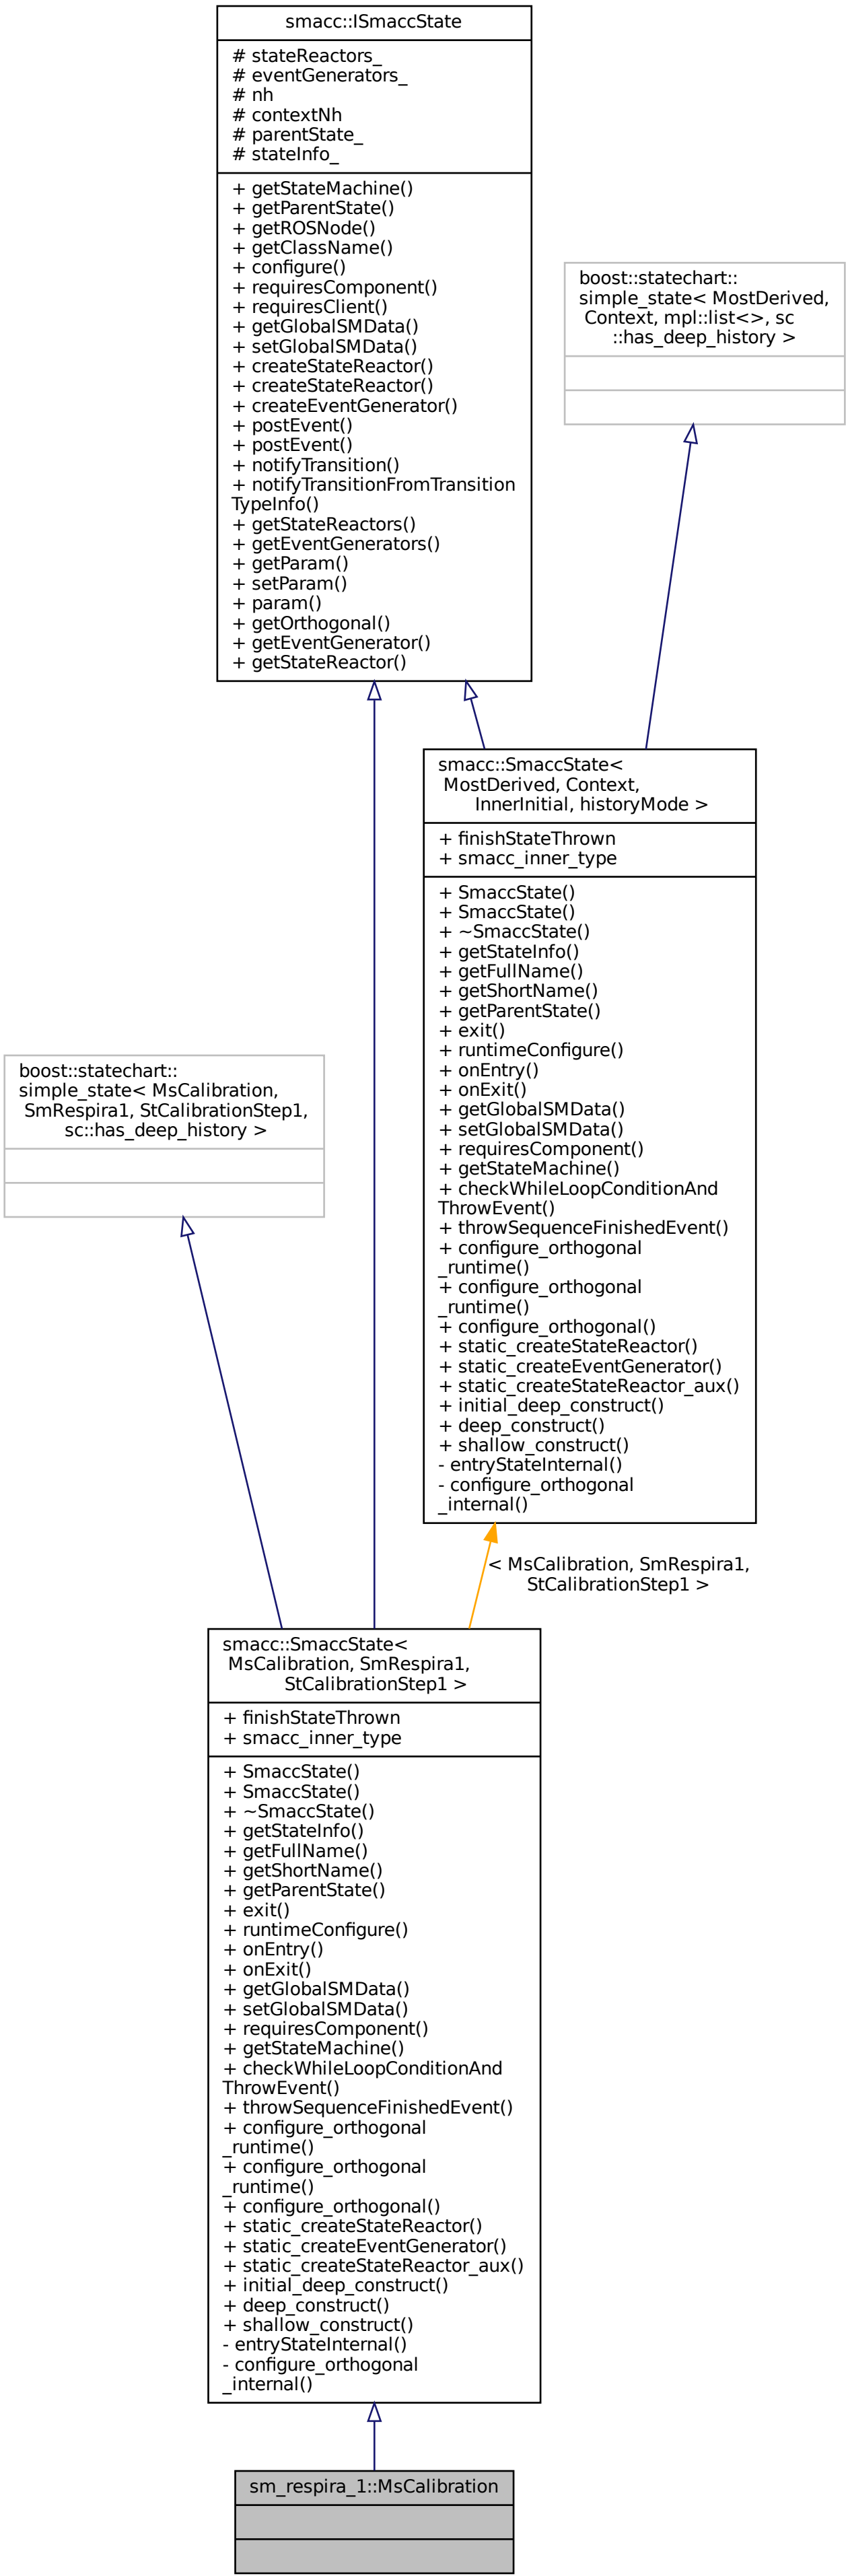 smacc::ISmaccState
# stateReactors_
# eventGenerators_
# nh
# contextNh
# parentState_
# stateInfo_
+ getStateMachine()
+ getParentState()
+ getROSNode()
+ getClassName()
+ configure()
+ requiresComponent()
+ requiresClient()
+ getGlobalSMData()
+ setGlobalSMData()
+ createStateReactor()
+ createStateReactor()
+ createEventGenerator()
+ postEvent()
+ postEvent()
+ notifyTransition()
+ notifyTransitionFromTransition
TypeInfo()
+ getStateReactors()
+ getEventGenerators()
+ getParam()
+ setParam()
+ param()
+ getOrthogonal()
+ getEventGenerator()
+ getStateReactor()
boost::statechart::
simple_state< MostDerived,
Context, mpl::list<>, sc
::has_deep_history >
smacc::SmaccState<
MostDerived, Context,
InnerInitial, historyMode >
+ finishStateThrown
+ smacc_inner_type
+ SmaccState()
+ SmaccState()
+ ~SmaccState()
+ getStateInfo()
+ getFullName()
+ getShortName()
+ getParentState()
+ exit()
+ runtimeConfigure()
+ onEntry()
+ onExit()
+ getGlobalSMData()
+ setGlobalSMData()
+ requiresComponent()
+ getStateMachine()
+ checkWhileLoopConditionAnd
ThrowEvent()
+ throwSequenceFinishedEvent()
+ configure_orthogonal
_runtime()
+ configure_orthogonal
_runtime()
+ configure_orthogonal()
+ static_createStateReactor()
+ static_createEventGenerator()
+ static_createStateReactor_aux()
+ initial_deep_construct()
+ deep_construct()
+ shallow_construct()
- entryStateInternal()
- configure_orthogonal
_internal()
boost::statechart::
simple_state< MsCalibration,
SmRespira1, StCalibrationStep1,
sc::has_deep_history >
< MsCalibration, SmRespira1,
StCalibrationStep1 >
smacc::SmaccState<
MsCalibration, SmRespira1,
StCalibrationStep1 >
+ finishStateThrown
+ smacc_inner_type
+ SmaccState()
+ SmaccState()
+ ~SmaccState()
+ getStateInfo()
+ getFullName()
+ getShortName()
+ getParentState()
+ exit()
+ runtimeConfigure()
+ onEntry()
+ onExit()
+ getGlobalSMData()
+ setGlobalSMData()
+ requiresComponent()
+ getStateMachine()
+ checkWhileLoopConditionAnd
ThrowEvent()
+ throwSequenceFinishedEvent()
+ configure_orthogonal
_runtime()
+ configure_orthogonal
_runtime()
+ configure_orthogonal()
+ static_createStateReactor()
+ static_createEventGenerator()
+ static_createStateReactor_aux()
+ initial_deep_construct()
+ deep_construct()
+ shallow_construct()
- entryStateInternal()
- configure_orthogonal
_internal()
sm_respira_1::MsCalibration